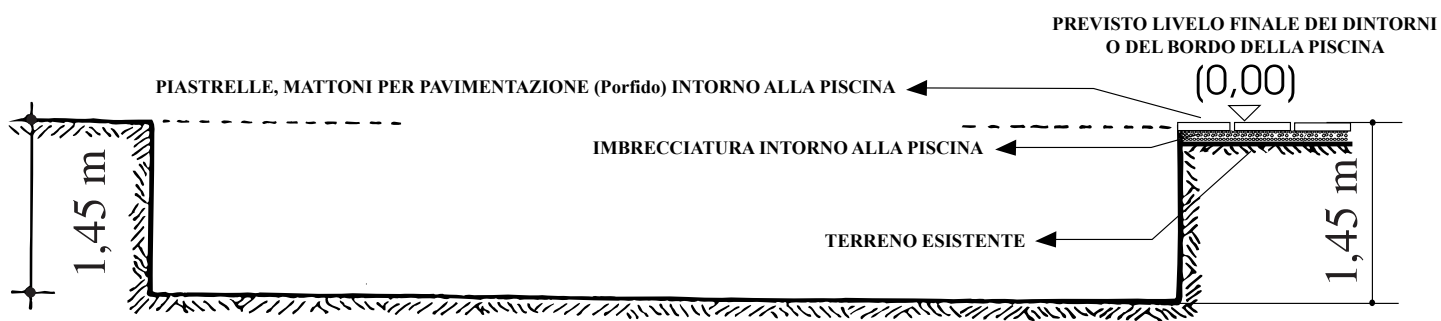 PREVISTO LIVELO FINALE DEI DINTORNI
O DEL BORDO DELLA PISCINA
(0,00)
PIASTRELLE, MATTONI PER PAVIMENTAZIONE (Porfido) INTORNO ALLA PISCINA
IMBRECCIATURA INTORNO ALLA PISCINA
1,45 m
1,45 m
TERRENO ESISTENTE